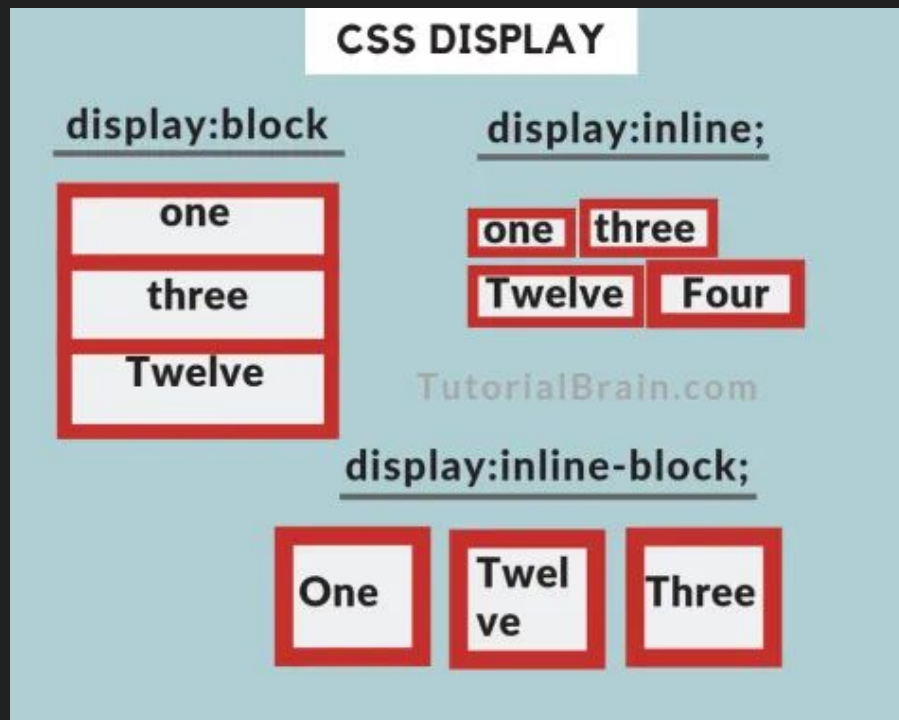 CSS DISPLAY
display:block
one
three
Twelve
display:inline;
one three
Twelve Four
TutorialBrain.com
display:inline-block;
One
Twel
ve
Three